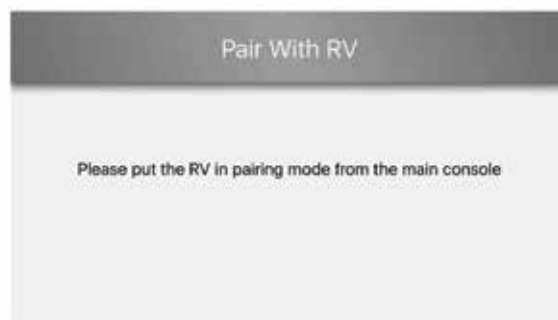 Pair With RV
Please put the RV in pairing mode from the main console